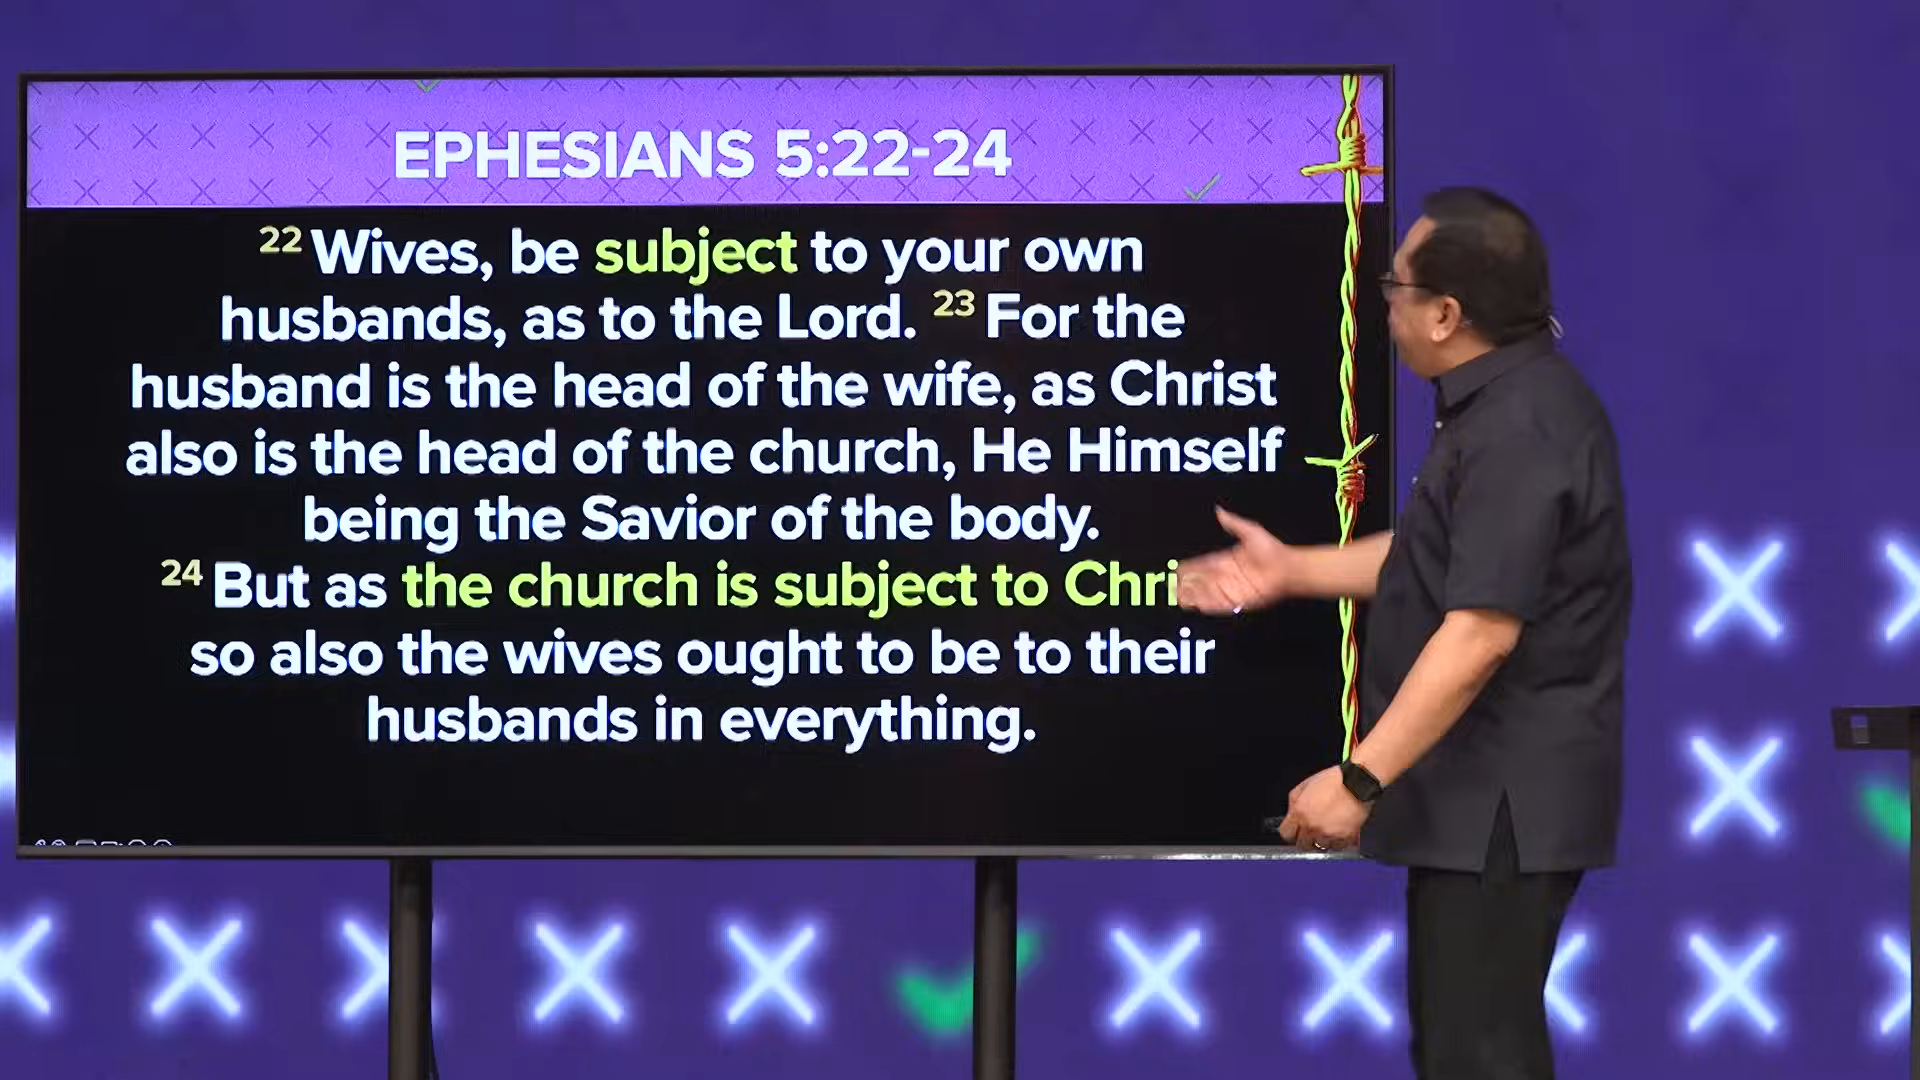 EPHESIANS 5:22-24
22 Wives, be subject to your own
husbands, as to the Lord. 23 For the
husband is the head of the wife, as Christ
also is the head of the church, He Himself
being the Savior of the body.
24 But as the church is subject to
so also the wives ought to be to their
husbands in everything.